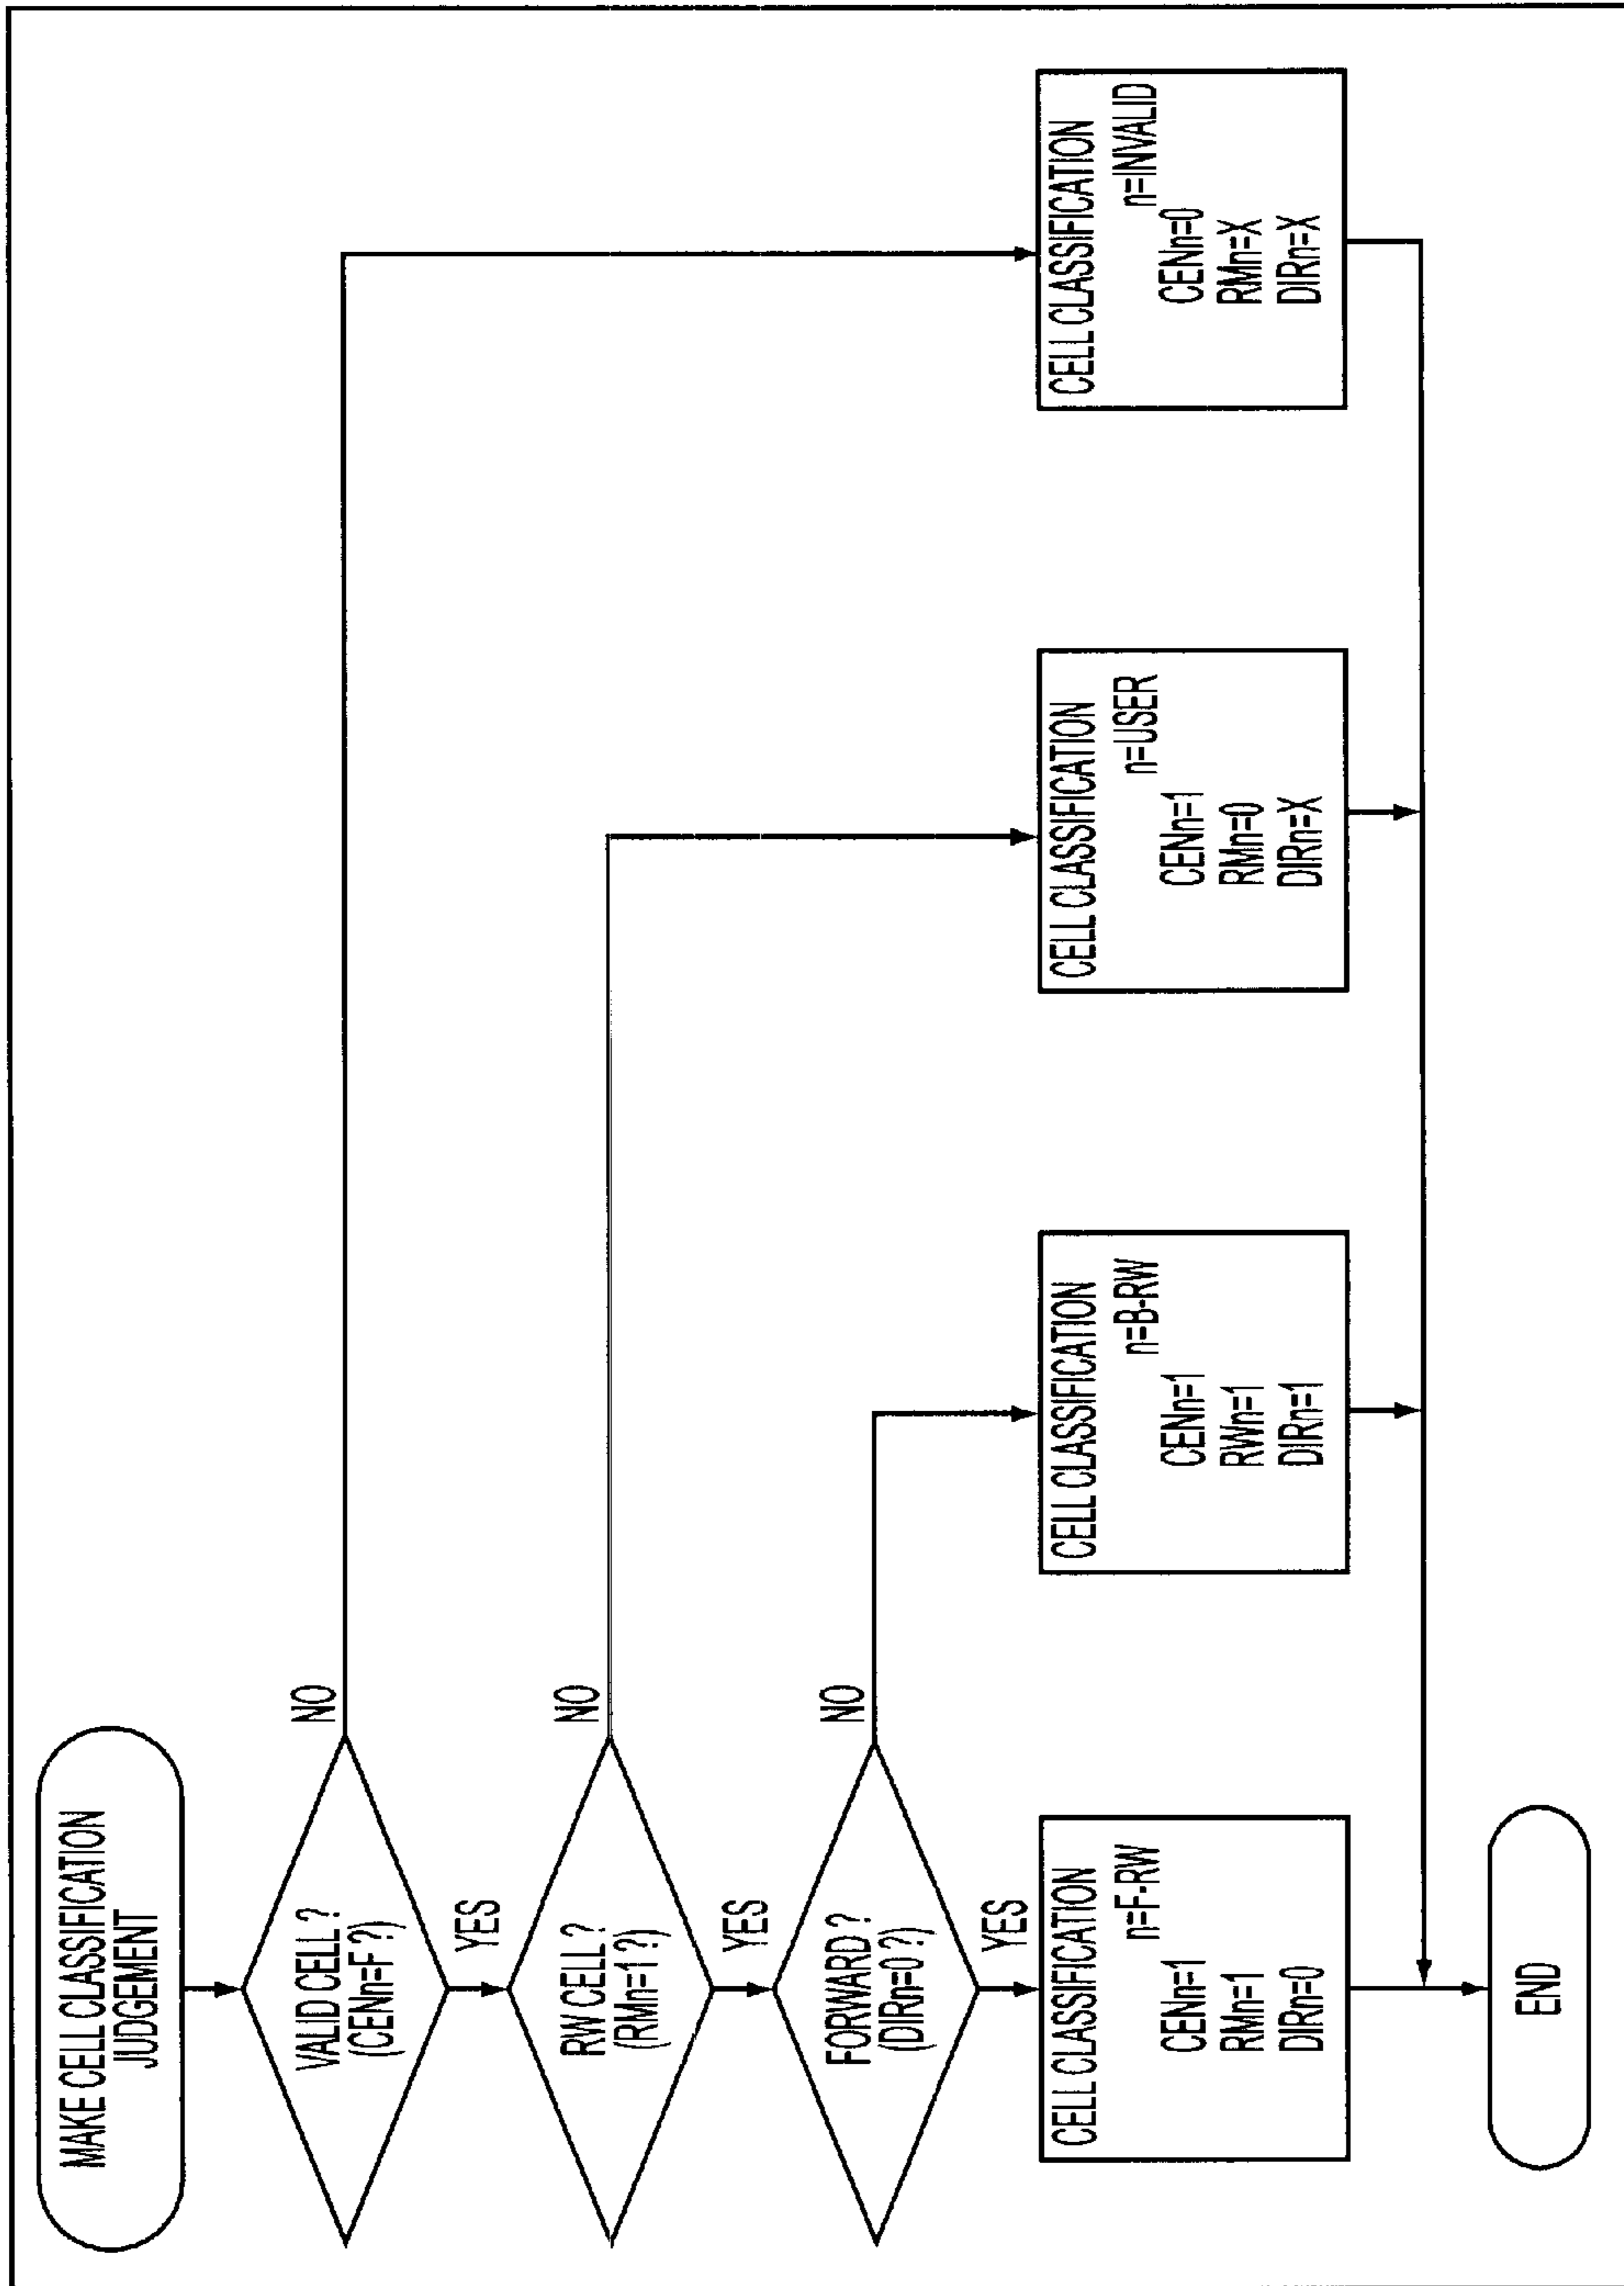 MAKE CELL CLASSIFICATION
JUDGEMENT
VALID CELL ?
(CENn=F ?)
NO
YES
RW CELL ?
(RMn=1 ?)
NO
YES
FORWARD ?
(DIRn=0 ?)
NO
YES
CELL CLASSIFICATION
n=F-RW
CENn=1
RMn=1
DIRn=0
CELL CLASSIFICATION
n=B-RW
CENn=1
RWn=1
DIRn=1
CELL CLASSIFICATION
n=USER
CENn=1
RMn=0
DIRn=X
CELL CLASSIFICATION
n=INVALID
CENn=0
RMn=X
DIRn=X
END